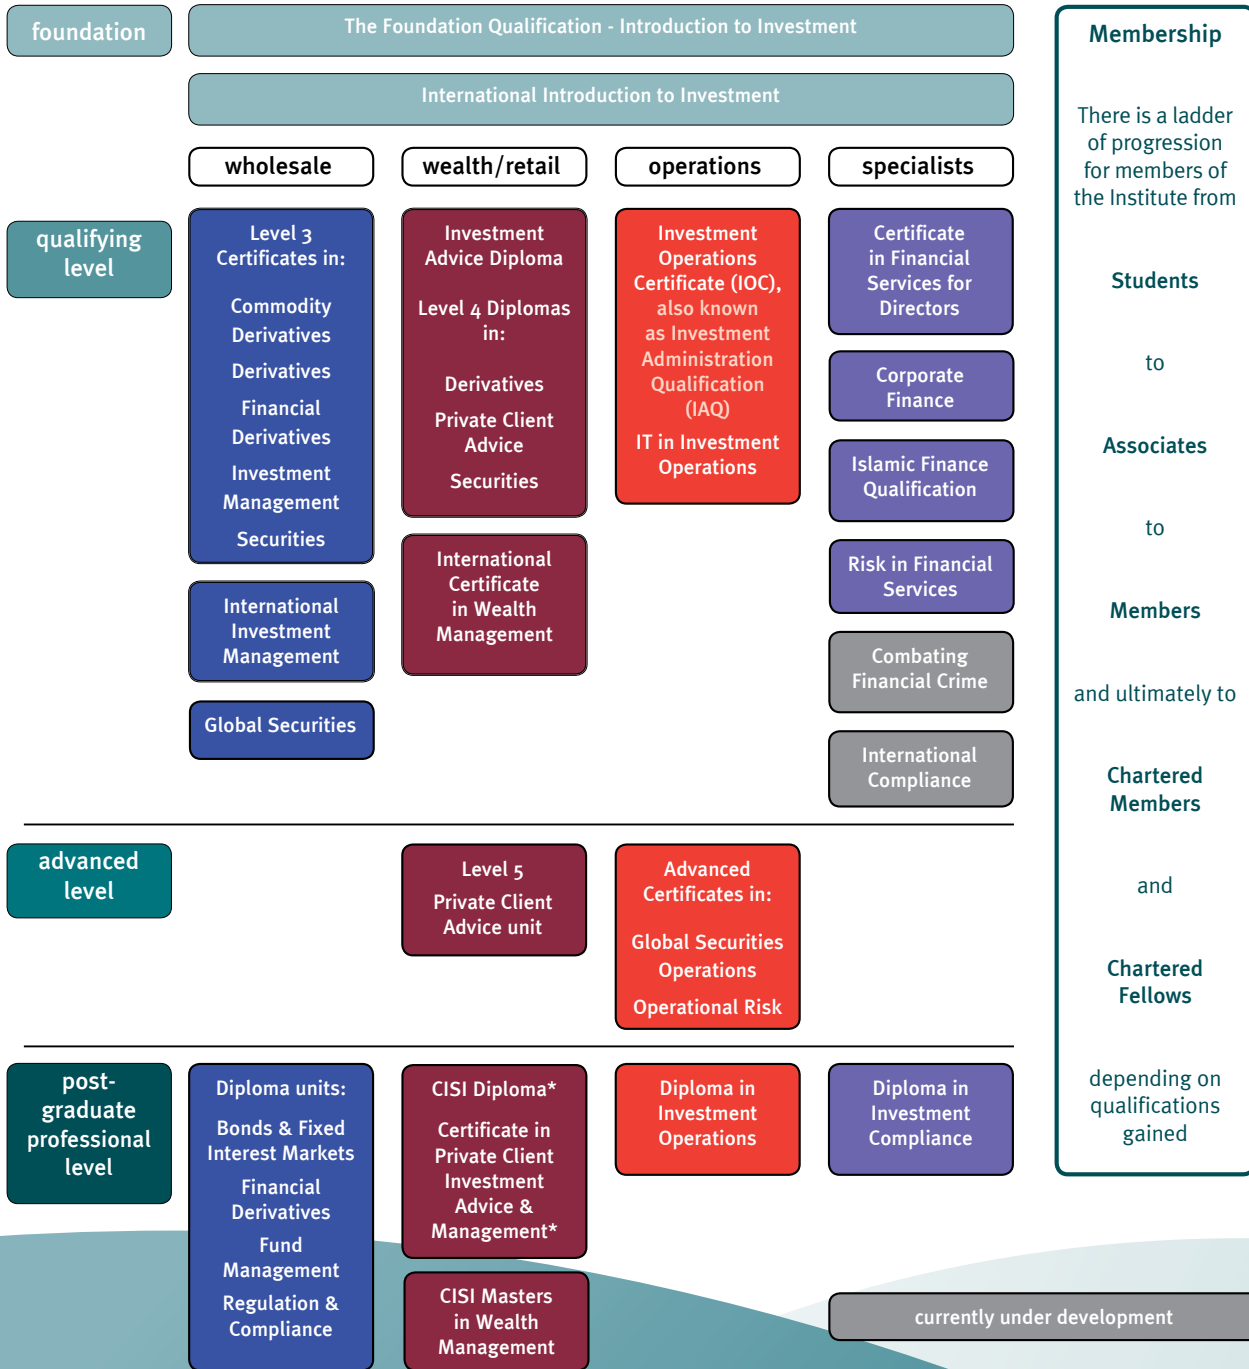 foundation
The Foundation Qualification - Introduction to Investment
International Introduction to Investment
wholesale
wealth/retail
operations
specialists
qualifying
level
Level 3
Certificates in:
Commodity
Derivatives
Derivatives
Financial
Derivatives
Investment
Management
Securities
International
Investment
Management
Global Securities
Investment
Advice Diploma
Level 4 Diplomas
in:
Derivatives
Private Client
Advice
Securities
International
Certificate
in Wealth
Management
Investment
Operations
Certificate (IOC),
also known
as Investment
Administration
Qualification
(IAQ)
IT in Investment
Operations
Certificate
in Financial
Services for
Directors
Corporate
Finance
Islamic Finance
Qualification
Risk in Financial
Services
Combating
Financial Crime
International
Compliance
advanced
level
Level 5
Private Client
Advice unit
Advanced
Certificates in:
Global Securities
Operations
Operational Risk
post-
graduate
professional
level
Diploma units:
Bonds & Fixed
Interest Markets
Financial
Derivatives
Fund
Management
Regulation &
Compliance
CISI Diploma*
Certificate in
Private Client
Investment
Advice &
Management*
CISI Masters
in Wealth
Management
Diploma in
Investment
Operations
Diploma in
Investment
Compliance
currently under development
Membership
There is a ladder
of progression
for members of
the Institute from
Students
to
Associates
to
Members
and ultimately to
Chartered
Members
and
Chartered
Fellows
depending on
qualifications
gained